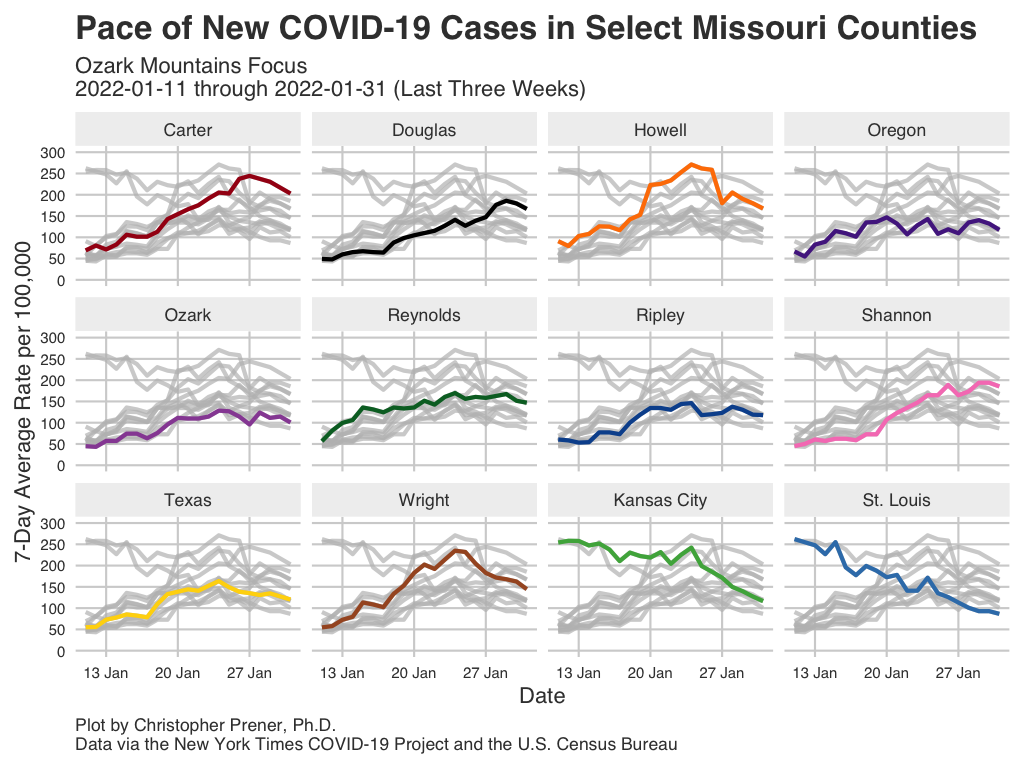 Pace of New COVID-19 Cases in Select Missouri Counties
Ozark Mountains Focus
2022-01-11 through 2022-01-31 (Last Three Weeks)
7-Day Average Rate per 100,000
Carter Douglas Howell Oregon
300
250
200
150
100
50
0
Ozark Reynolds Ripley Shannon
300
250
200
150
100
50
0
Texas Wright Kansas City St. Louis
300
250
200
150
100
50
0
13 Jan 20 Jan 27 Jan 13 Jan 20 Jan 27 Jan 13 Jan 20 Jan 27 Jan 13 Jan 20 Jan 27 Jan
Date
Plot by Christopher Prener, Ph.D.
Data via the New York Times COVID-19 Project and the U.S. Census Bureau